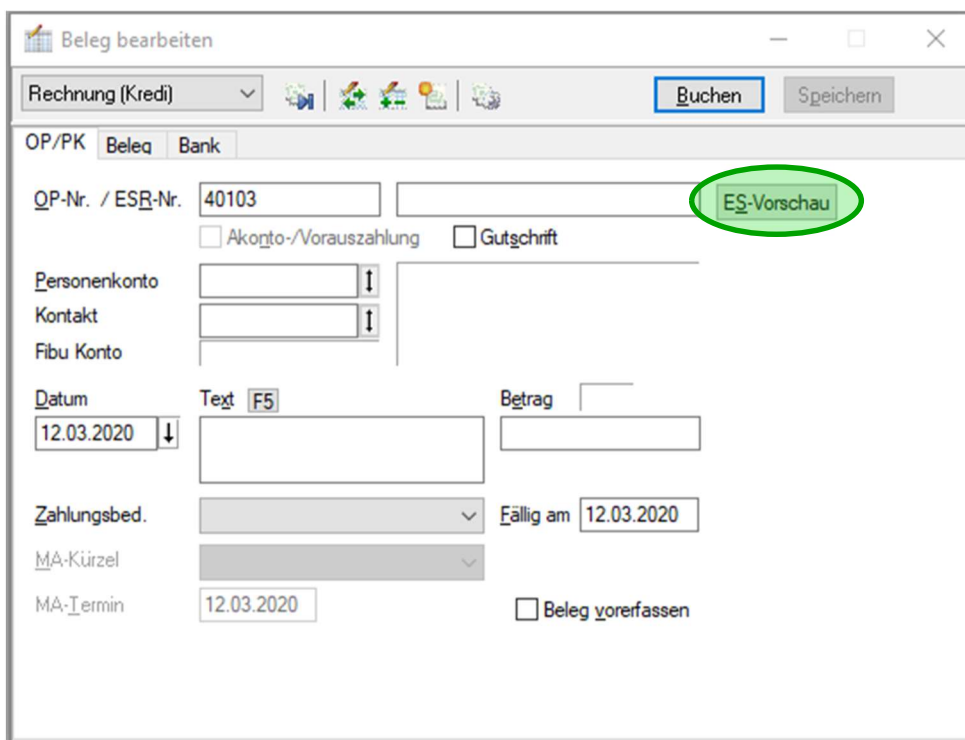 Beleg bearbeiten
Rechnung (Kredi) Buchen Speichern
OP/PK Beleg Bank
OP-Nr. / ESR-Nr. 40103 ES-Vorschau
Akonto-/Vorauszahlung Gutschrift
Personenkonto
Kontakt
Fibu Konto
Datum Text F5 Betrag
12.03.2020
Zahlungsbed. Fällig am 12.03.2020
MA-Kürzel
MA-Termin 12.03.2020 Beleg vorerfassen